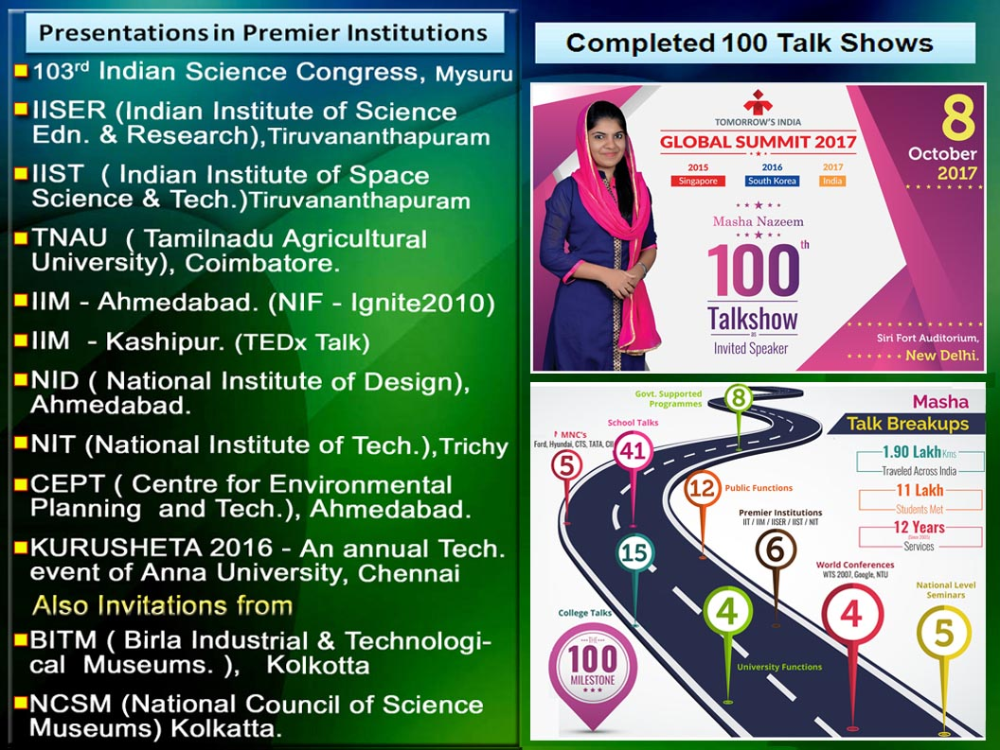 Presentations in Premier Institutions
103rd Indian Science Congress, Mysuru
IISER (Indian Institute of Science
Edn. & Research),Tiruvananthapuram
IIST ( Indian Institute of Space
Science & Tech.)Tiruvananthapuram
TNAU ( Tamilnadu Agricultural
University), Coimbatore.
IIM - Ahmedabad. (NIF - Ignite2010)
IIM - Kashipur. (TEDx Talk)
NID ( National Institute of Design),
Ahmedabad.
NIT (National Institute of Tech.),Trichy
CEPT ( Centre for Environmental
Planning and Tech.), Ahmedabad.
KURUSHETA 2016 - An annual Tech.
event of Anna University, Chennai
Also Invitations from
BITM ( Birla Industrial & Technologi-
cal Museums. ), Kolkotta
NCSM (National Council of Science
Museums) Kolkatta.
Completed 100 Talk Shows
TOMORROW'S INDIA
GLOBAL SUMMIT 2017
2015 2016 2017
Singapore South Korea India
8
October
2017
Masha Nazeem
100th
Talkshow
as
Invited Speaker
Siri Fort Auditorium,
New Delhi.
Masha
Talk Breakups
1.90 Lakh Kms
Traveled Across India
11 Lakh
Students Met
12 Years
(Since 2005)
Services
Govt. Supported
Programmes
8
School Talks
41
MNC's
Ford, Hyundai, CTS, TATA, CII
5
12
Public Functions
Premier Institutions
IIT / IIM / IISER / IIST / NIT
6
15
College Talks
World Conferences
WTS 2007, Google, NTU
4
National Level
Seminars
5
4
University Functions
THE
100
MILESTONE